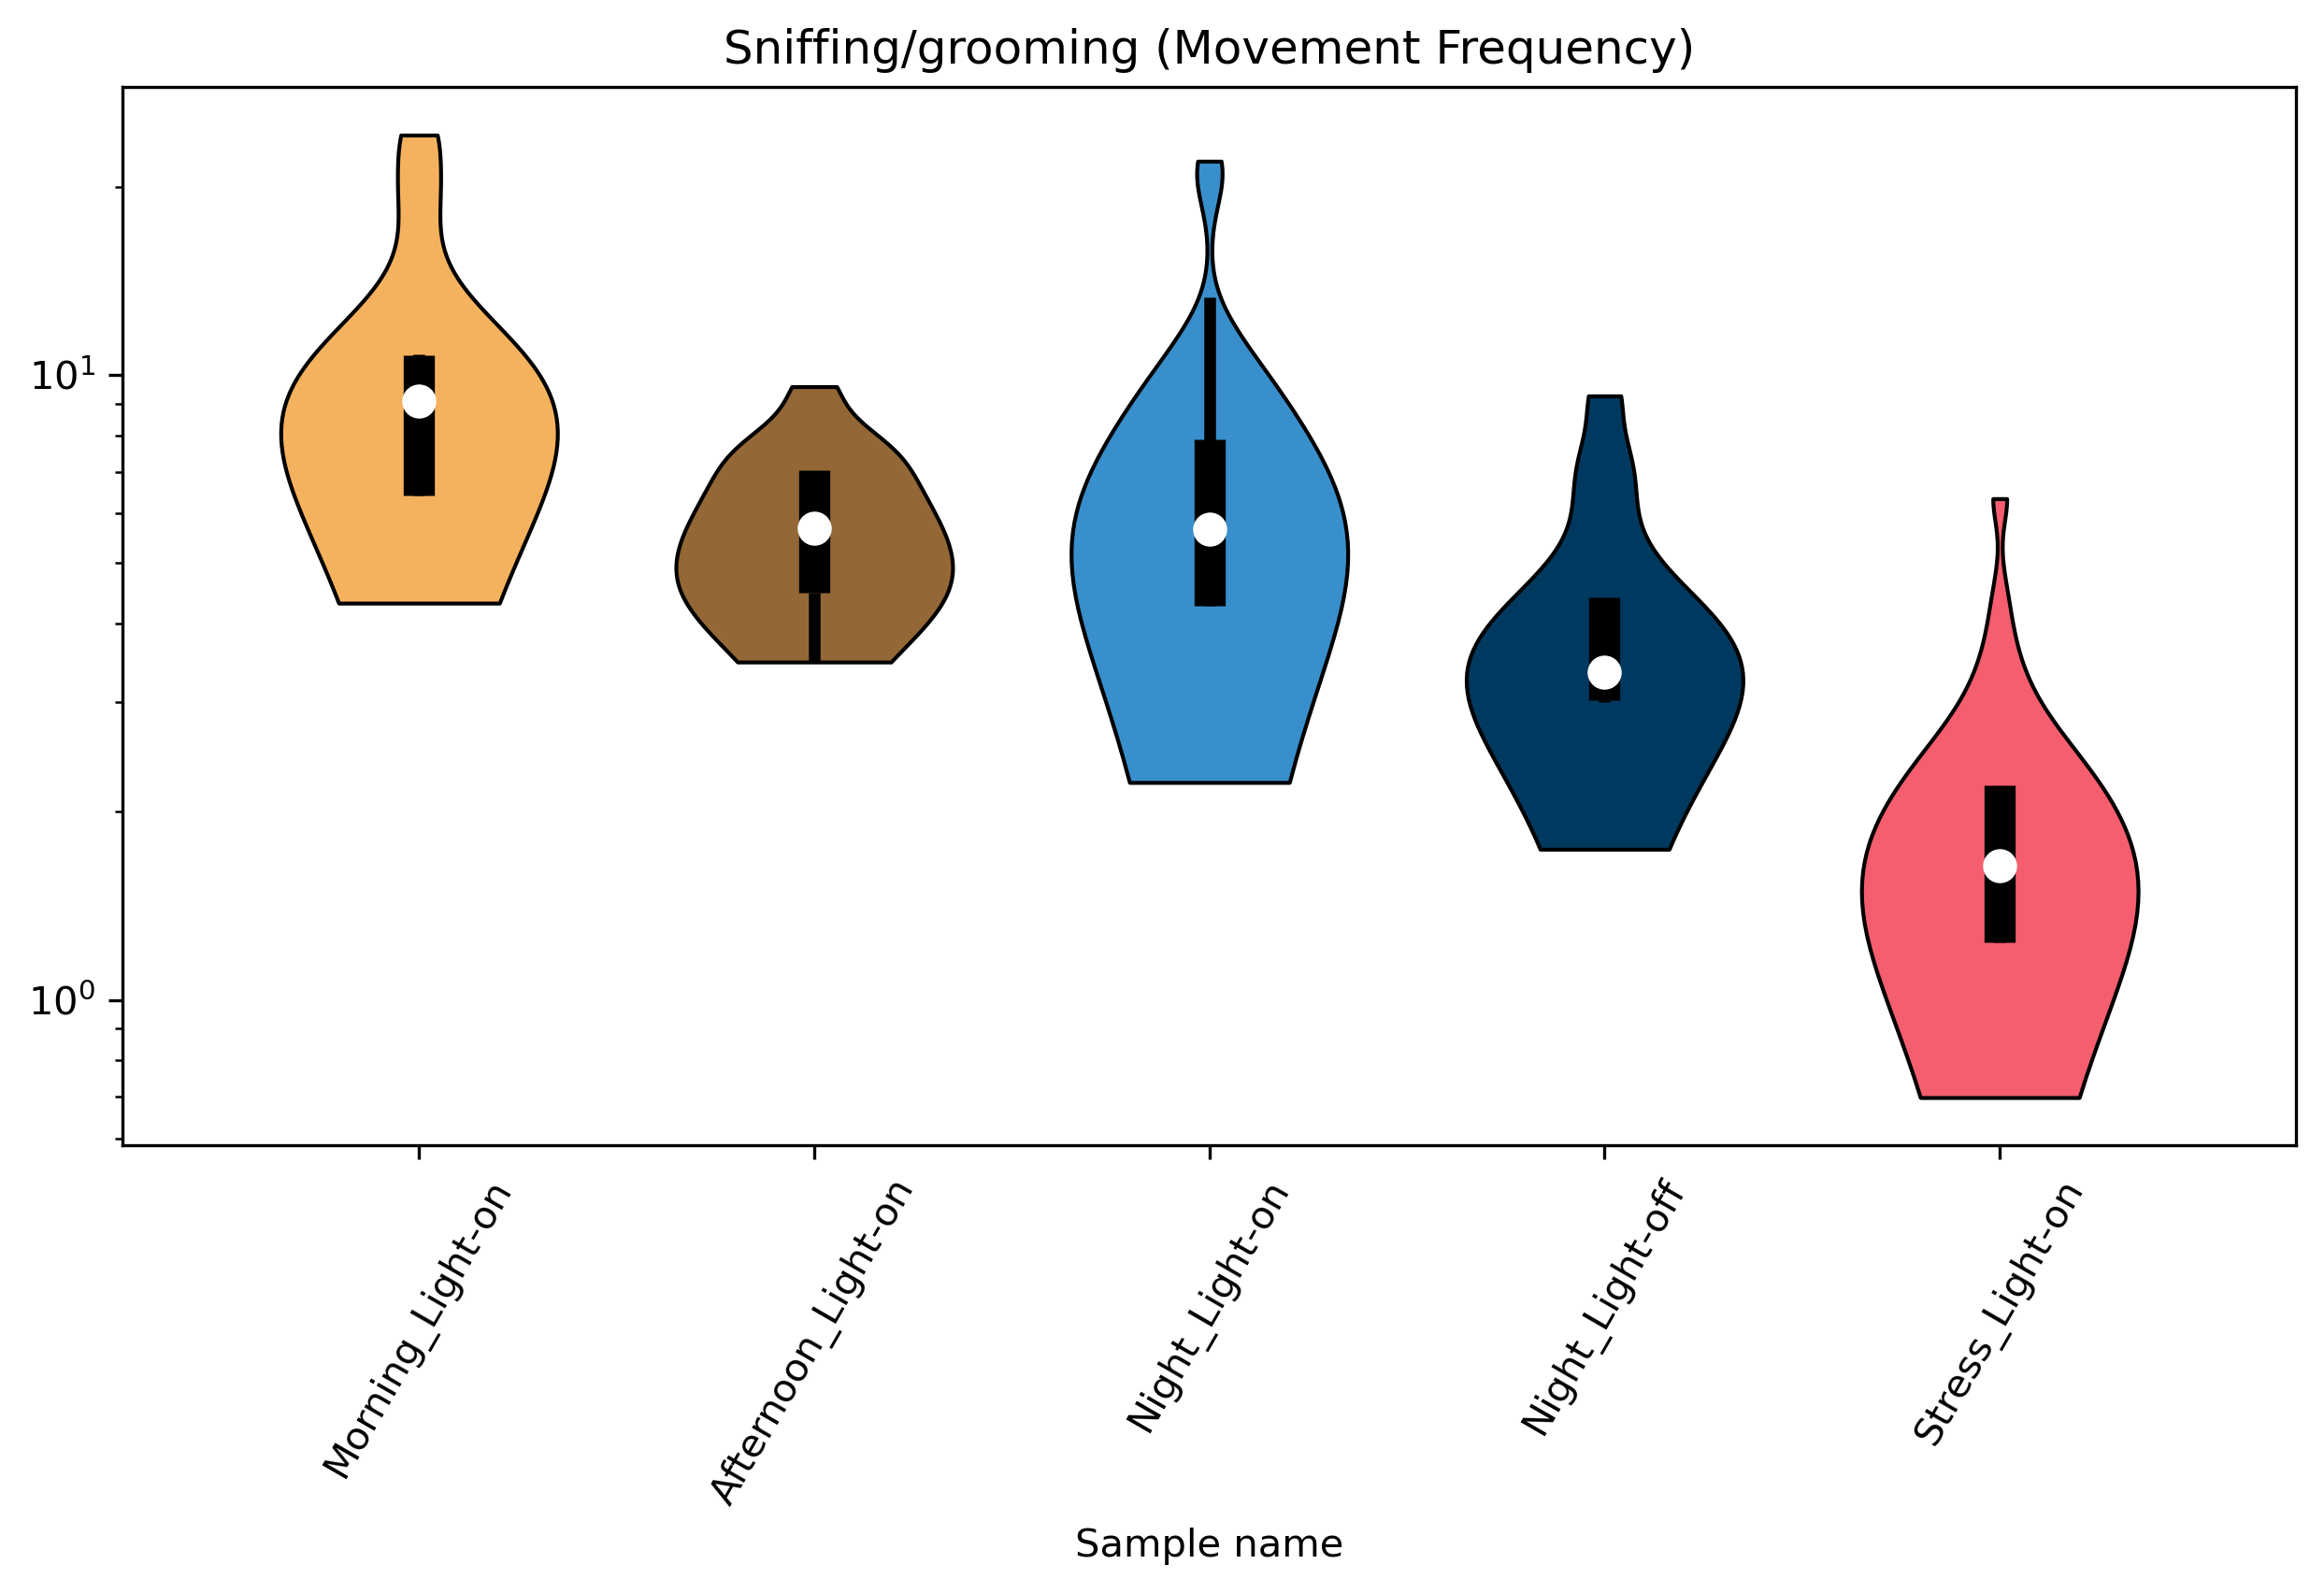 Sniffing/grooming (Movement Frequency)
10¹
10⁰
Morning_Light-on
Afternoon_Light-on
Night_Light-on
Night_Light-off
Stress_Light-on
Sample name